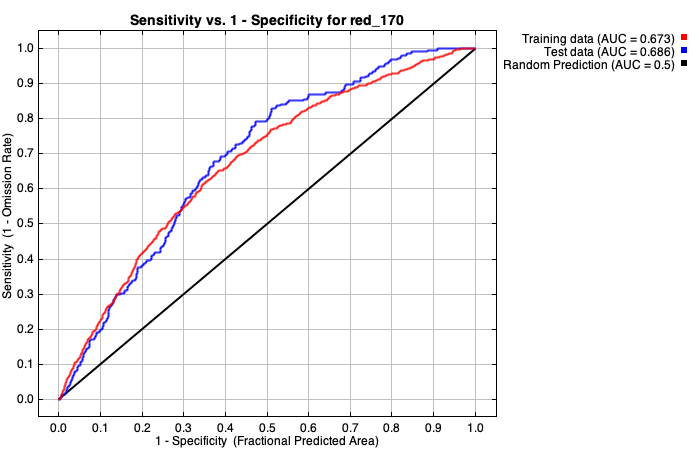 Sensitivity vs. 1 - Specificity for red_170
Training data (AUC = 0.673)
Test data (AUC = 0.686)
Random Prediction (AUC = 0.5)
Sensitivity (1 - Omission Rate)
1.0
0.9
0.8
0.7
0.6
0.5
0.4
0.3
0.2
0.1
0.0
0.0 0.1 0.2 0.3 0.4 0.5 0.6 0.7 0.8 0.9 1.0
1 - Specificity (Fractional Predicted Area)